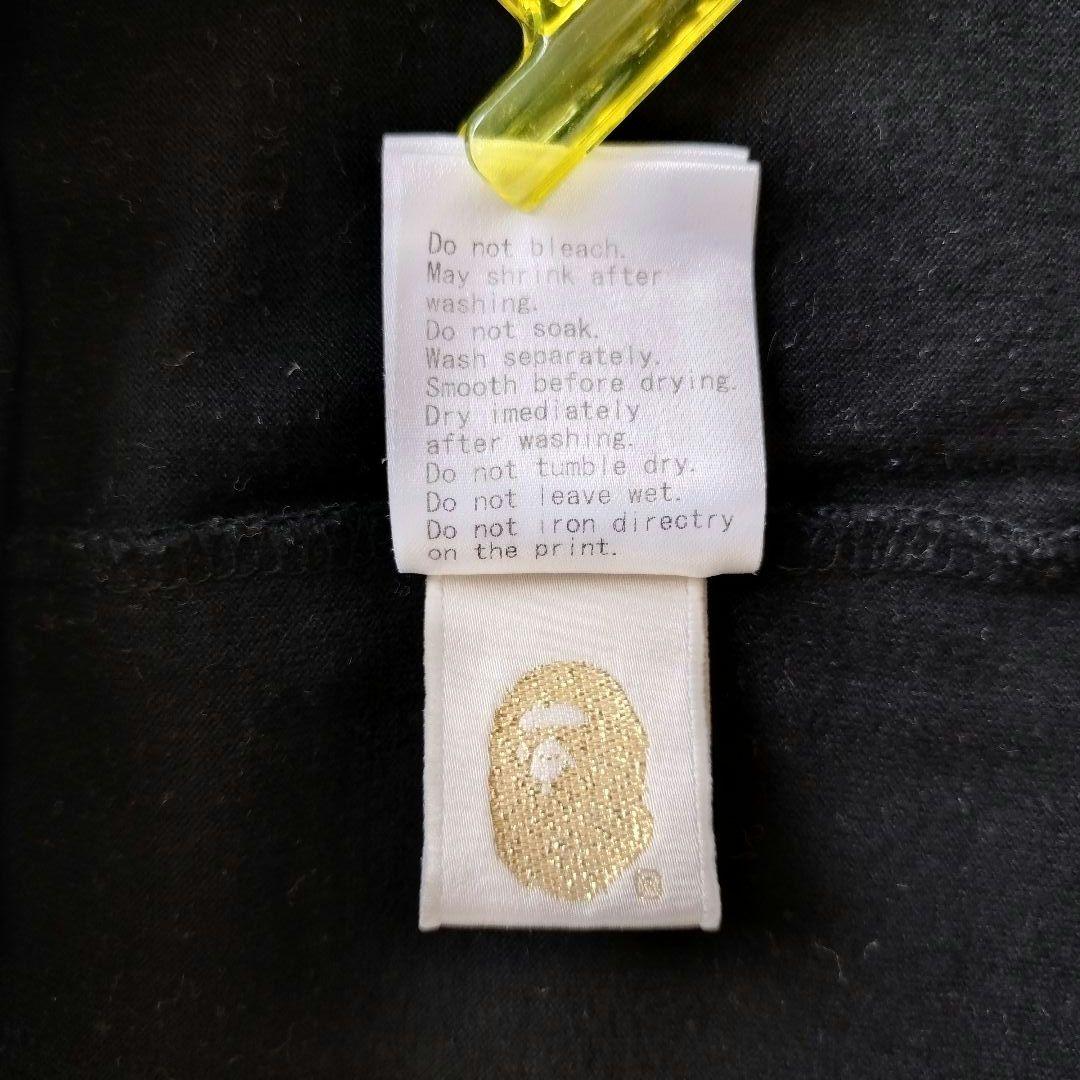 Do not bleach.
May shrink after
washing.
Do not soak.
Wash separately.
Smooth before drying.
Dry imediately
after washing.
Do not tumble dry.
Do not leave wet.
Do not iron directry
on the print.
®